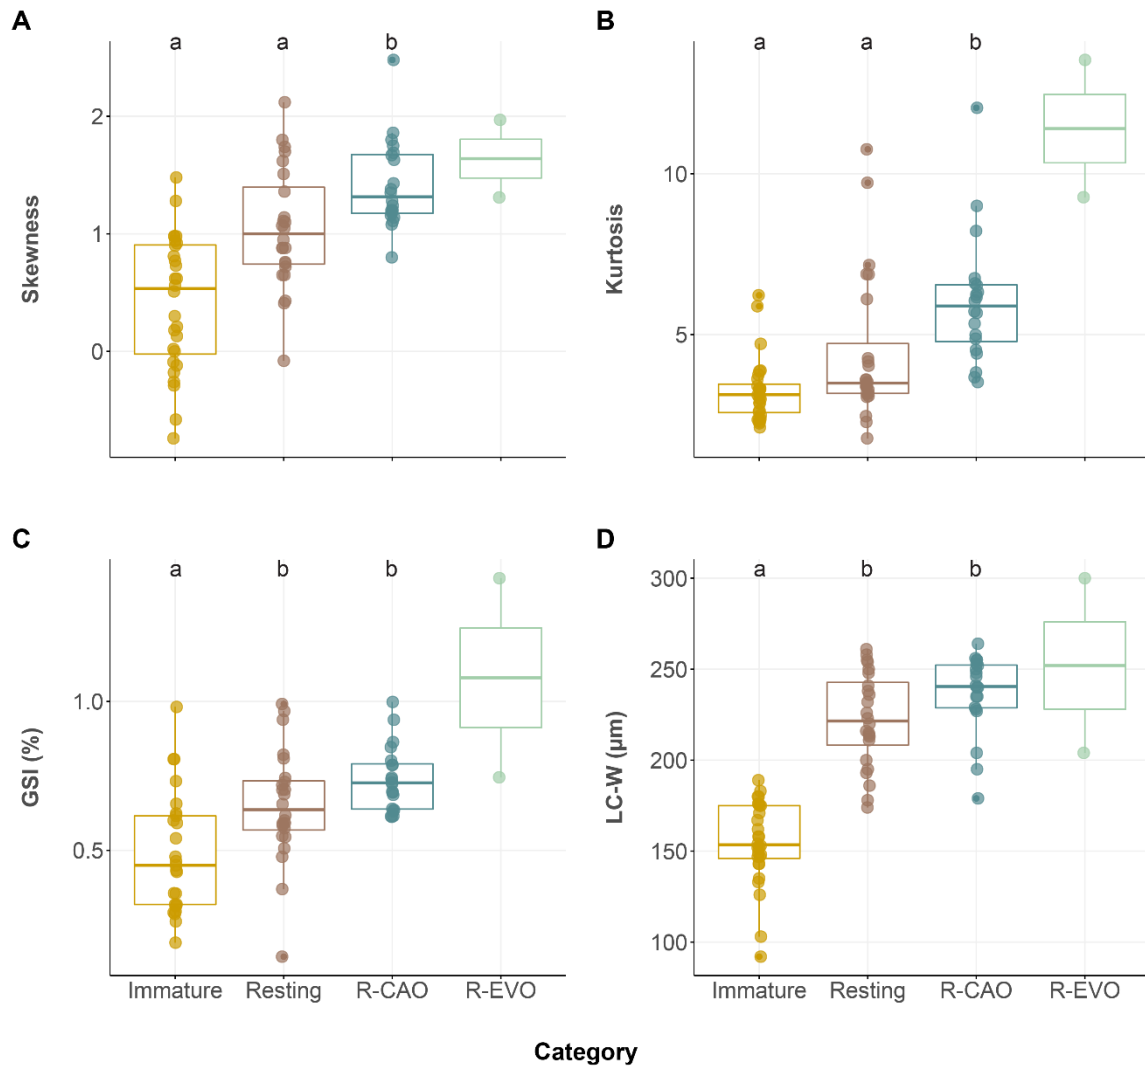 A
a a b
Skewness
2
1
0
B
a a b
Kurtosis
10
5
C
a b b
GSI (%)
1.0
0.5
Immature Resting R-CAO R-EVO
D
a b b
LC-W (µm)
300
250
200
150
100
Immature Resting R-CAO R-EVO
Category